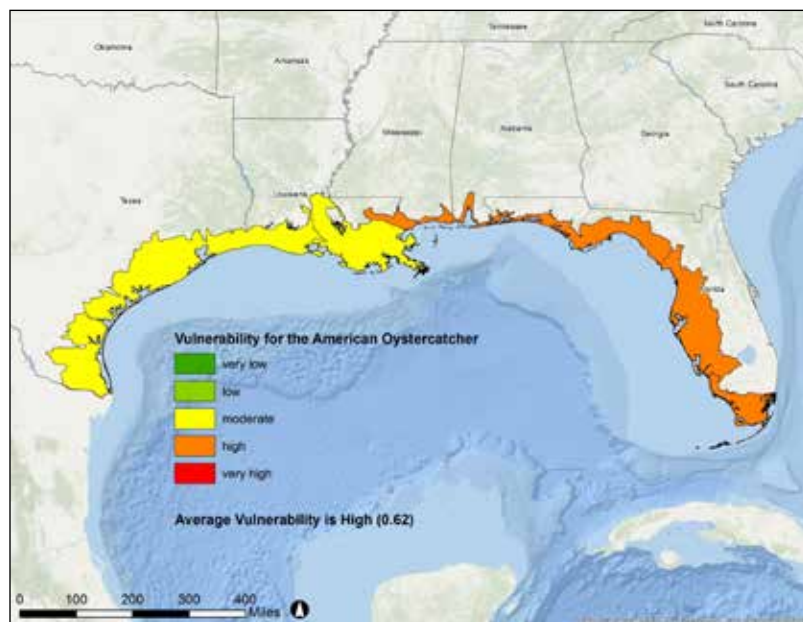 North Carolina
Tennessee
Oklahoma
Arkansas
South Carolina
Mississippi
Alabama
Georgia
Louisiana
Texas
Florida
Vulnerability for the American Oystercatcher
very low
low
moderate
high
very high
Average Vulnerability is High (0.62)
0 100 200 300 400
Miles